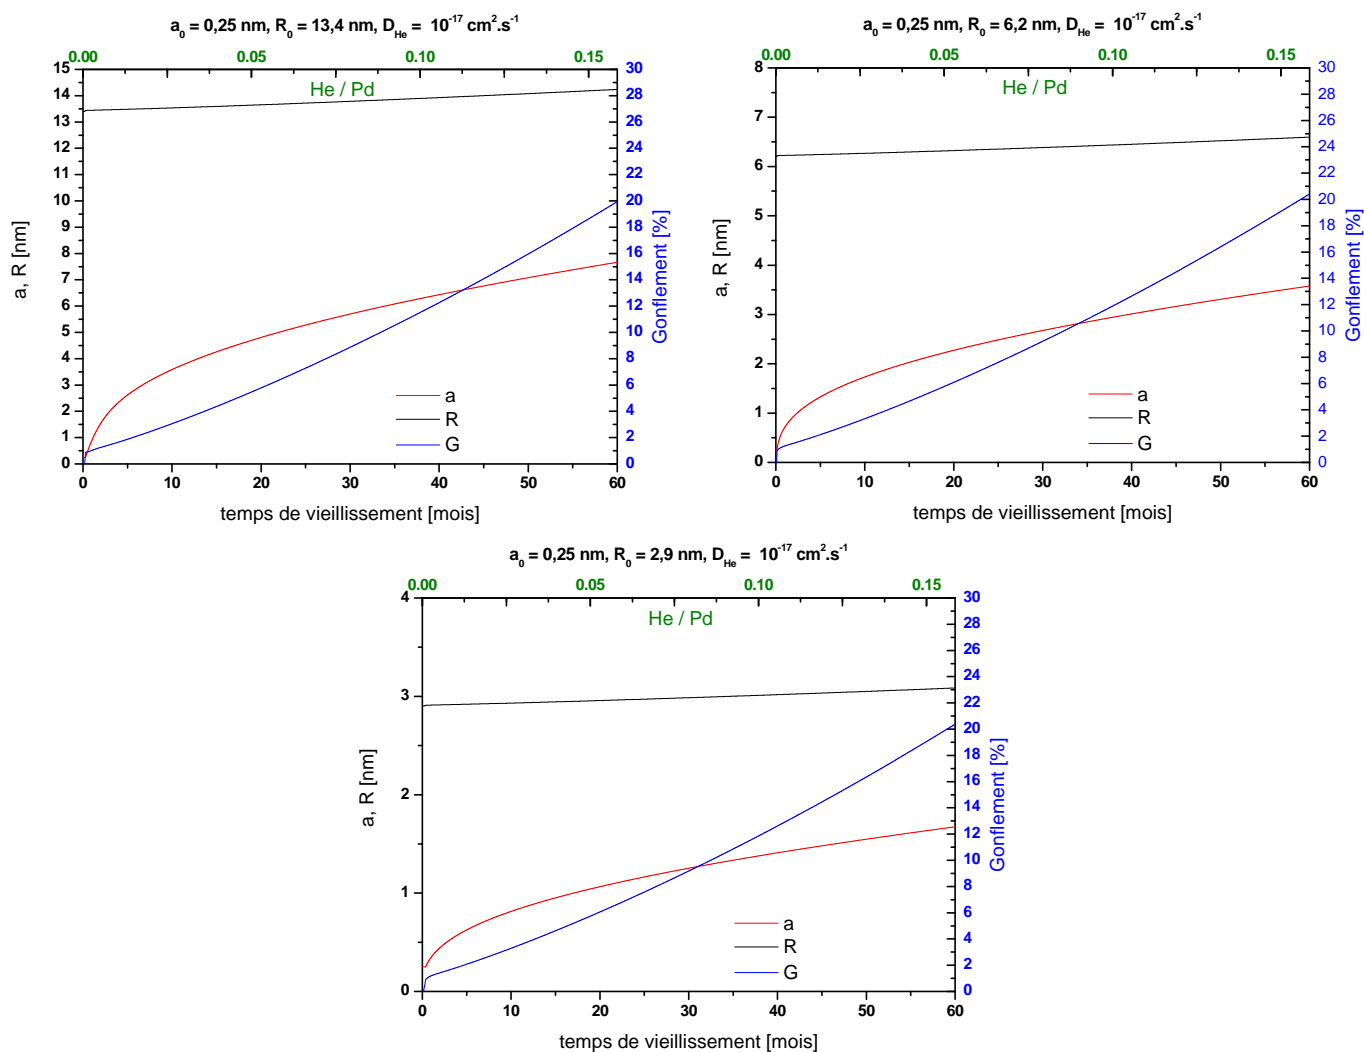 a₀ = 0,25 nm, R₀ = 13,4 nm, D_He = 10⁻¹⁷ cm².s⁻¹
0.00 0.05 0.10 0.15
He / Pd
15
14
13
12
11
10
9
8
7
6
5
4
3
2
1
0
a, R [nm]
30
28
26
24
22
20
18
16
14
12
10
8
6
4
2
0
Gonflement [%]
a
R
G
0 10 20 30 40 50 60
temps de vieillissement [mois]
a₀ = 0,25 nm, R₀ = 6,2 nm, D_He = 10⁻¹⁷ cm².s⁻¹
0.00 0.05 0.10 0.15
He / Pd
8
7
6
5
4
3
2
1
0
a, R [nm]
30
28
26
24
22
20
18
16
14
12
10
8
6
4
2
0
Gonflement [%]
a
R
G
0 10 20 30 40 50 60
temps de vieillissement [mois]
a₀ = 0,25 nm, R₀ = 2,9 nm, D_He = 10⁻¹⁷ cm².s⁻¹
0.00 0.05 0.10 0.15
He / Pd
4
3
2
1
0
a, R [nm]
30
28
26
24
22
20
18
16
14
12
10
8
6
4
2
0
Gonflement [%]
a
R
G
0 10 20 30 40 50 60
temps de vieillissement [mois]